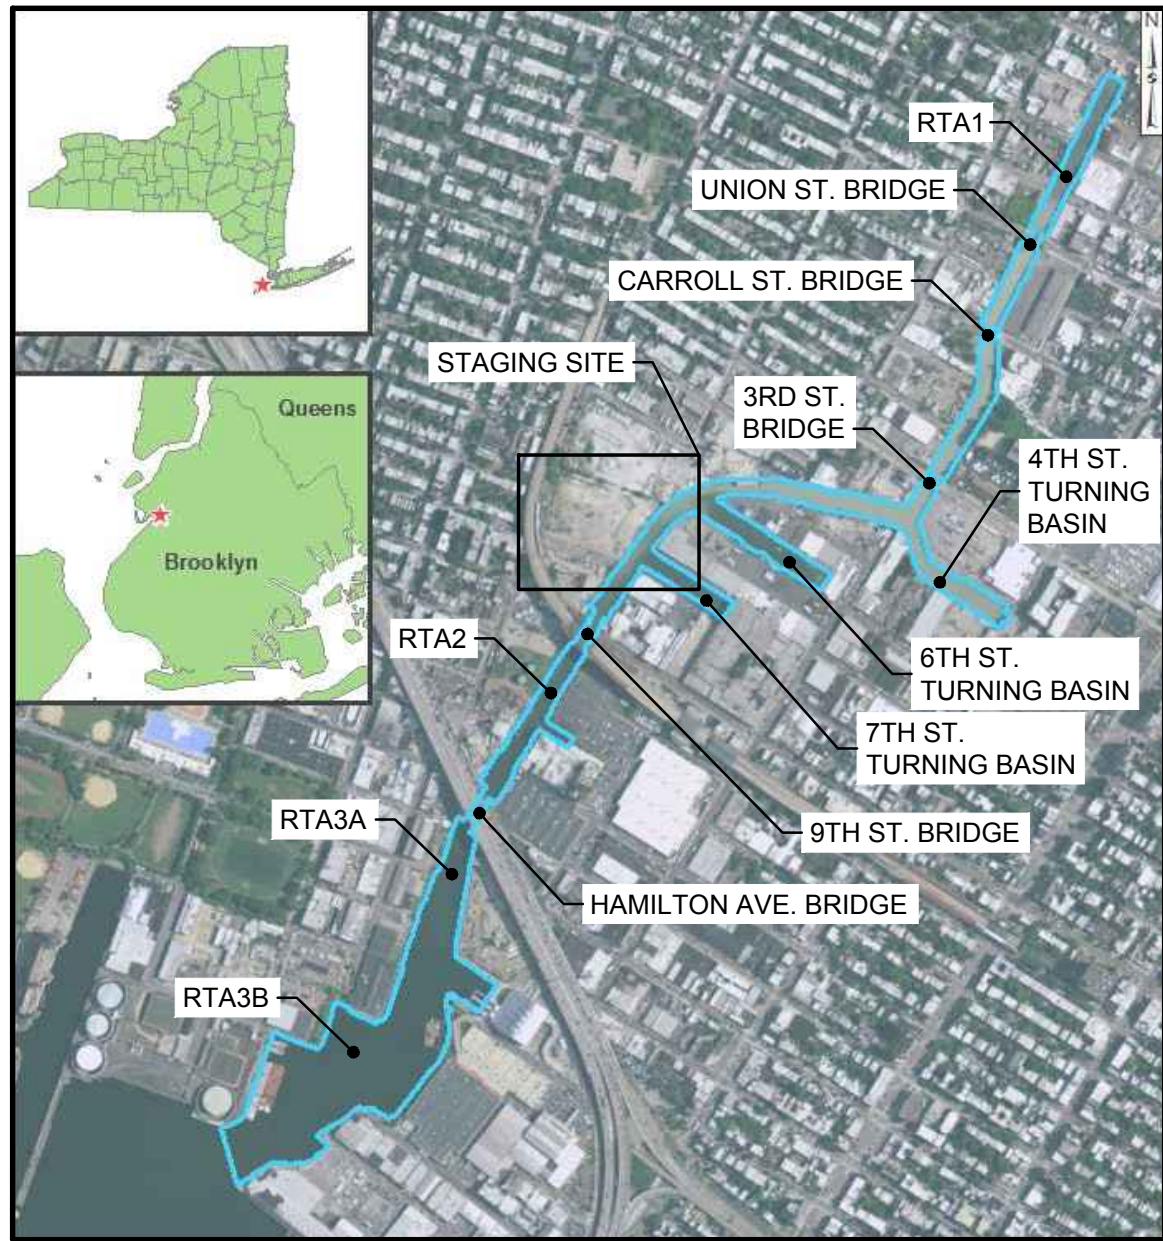 N
S
RTA1
UNION ST. BRIDGE
CARROLL ST. BRIDGE
STAGING SITE
3RD ST.
BRIDGE
4TH ST.
TURNING
BASIN
Queens
Brooklyn
RTA2
6TH ST.
TURNING BASIN
7TH ST.
TURNING BASIN
RTA3A
9TH ST. BRIDGE
HAMILTON AVE. BRIDGE
RTA3B